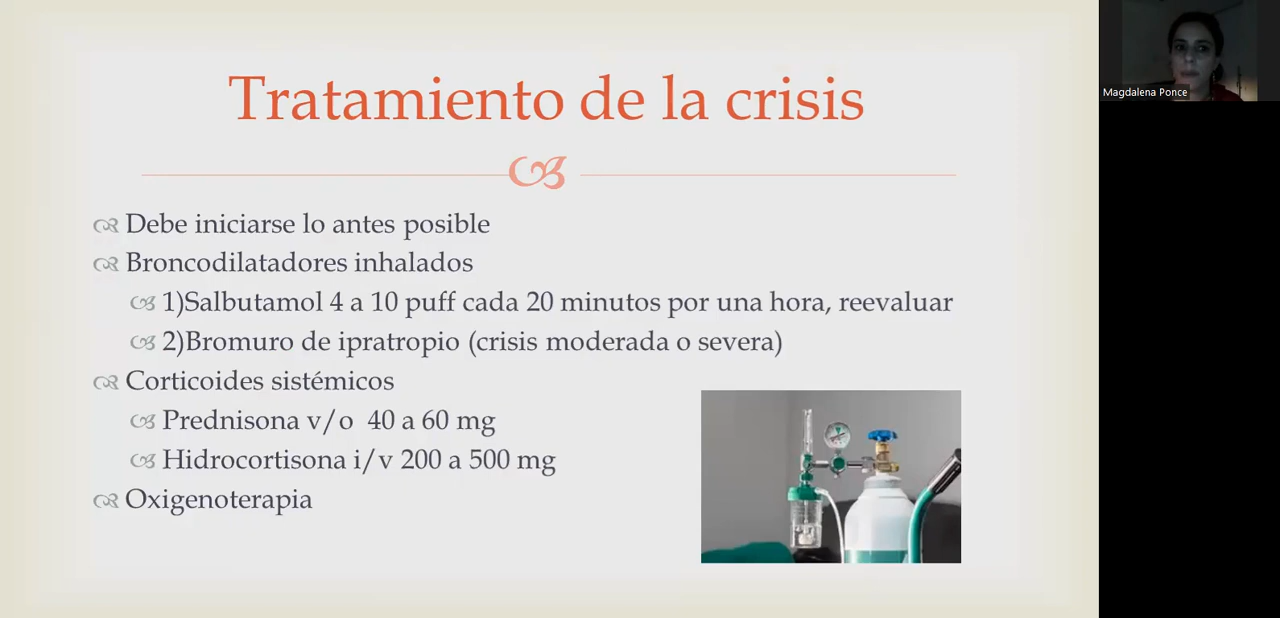 Tratamiento de la crisis
Debe iniciarse lo antes posible
Broncodilatadores inhalados
1)Salbutamol 4 a 10 puff cada 20 minutos por una hora, reevaluar
2)Bromuro de ipratropio (crisis moderada o severa)
Corticoides sistémicos
Prednisona v/o 40 a 60 mg
Hidrocortisona i/v 200 a 500 mg
Oxigenoterapia
Magdalena Ponce